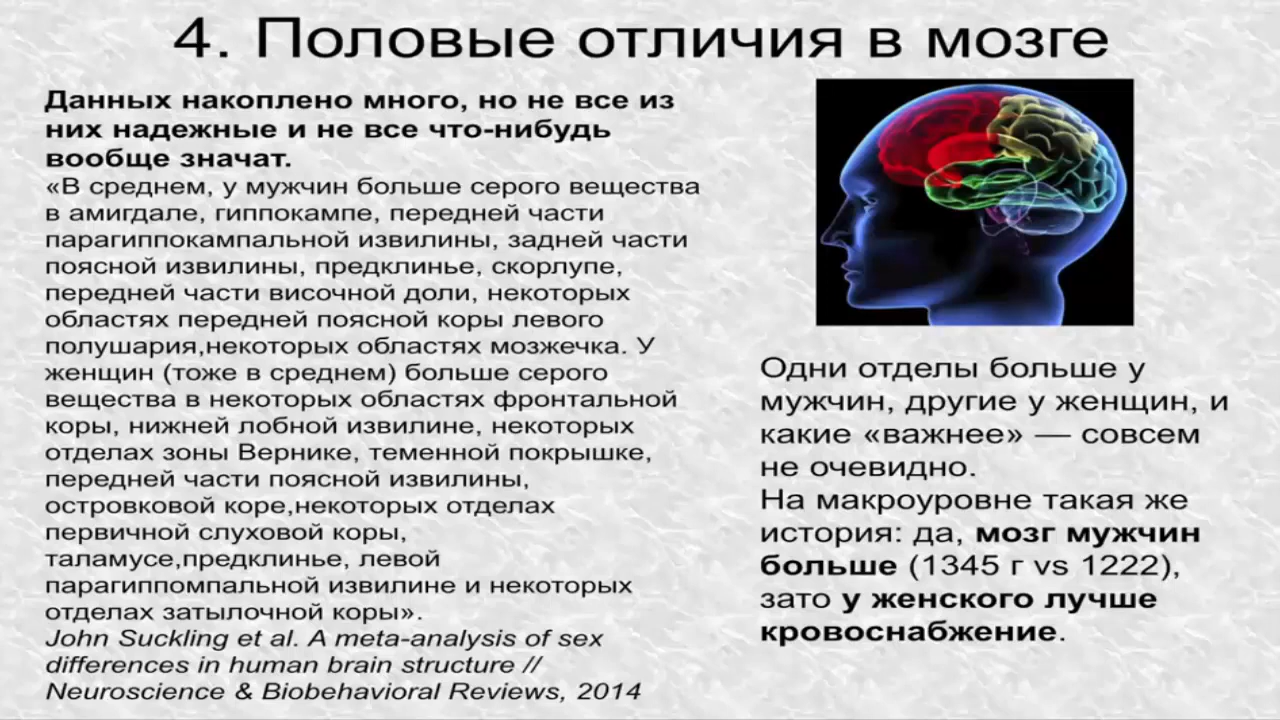 4. Половые отличия в мозге
Данных накоплено много, но не все из
них надежные и не все что-нибудь
вообще значат.
«В среднем, у мужчин больше серого вещества
в амигдале, гиппокампе, передней части
парагиппокампальной извилины, задней части
поясной извилины, предклинье, скорлупе,
передней части височной доли, некоторых
областях передней поясной коры левого
полушария,некоторых областях мозжечка. У
женщин (тоже в среднем) больше серого
вещества в некоторых областях фронтальной
коры, нижней лобной извилине, некоторых
отделах зоны Вернике, теменной покрышке,
передней части поясной извилины,
островковой коре,некоторых отделах
первичной слуховой коры,
таламусе,предклинье, левой
парагиппомпальной извилине и некоторых
отделах затылочной коры».
John Suckling et al. A meta-analysis of sex
differences in human brain structure //
Neuroscience & Biobehavioral Reviews, 2014
Одни отделы больше у
мужчин, другие у женщин, и
какие «важнее» — совсем
не очевидно.
На макроуровне такая же
история: да, мозг мужчин
больше (1345 г vs 1222),
зато у женского лучше
кровоснабжение.